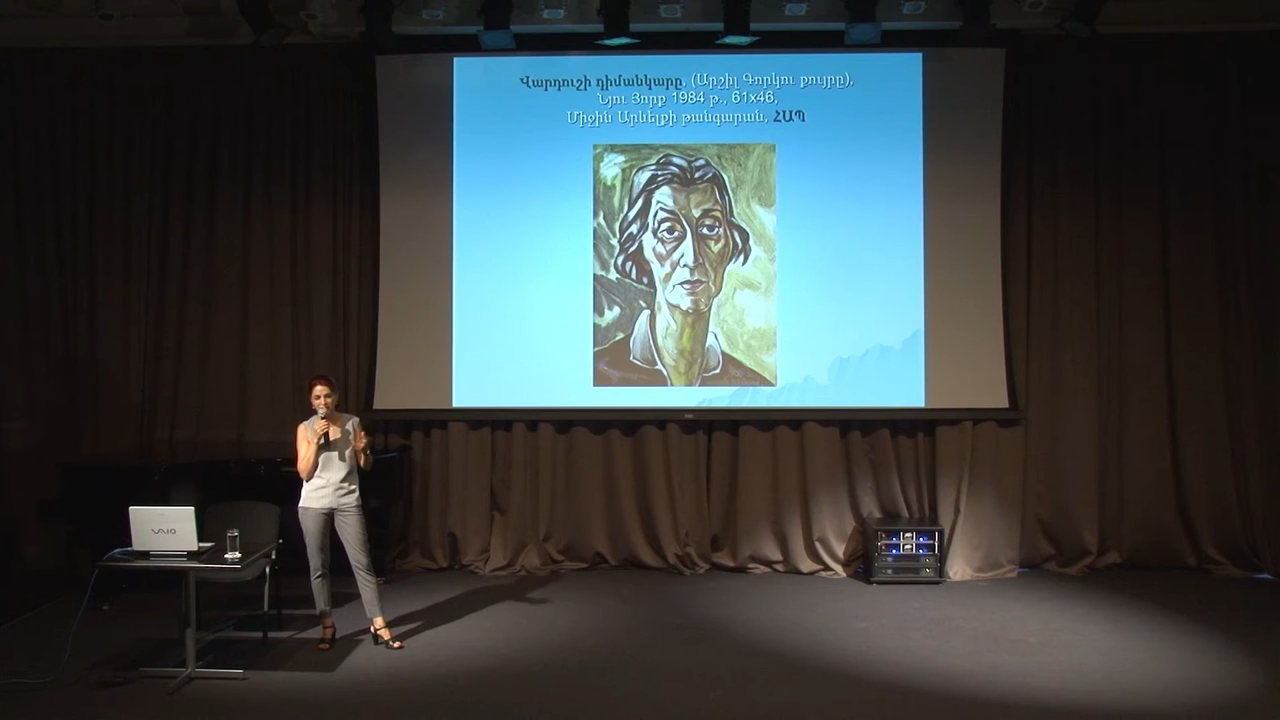 Վարդուշի դիմանկարը, (Արշիլ Գորկու քույրը),
Նյու Յորք 1984 թ., 61x46,
Միջին Արևելքի թանգարան, ՀԱՊ
VAIO